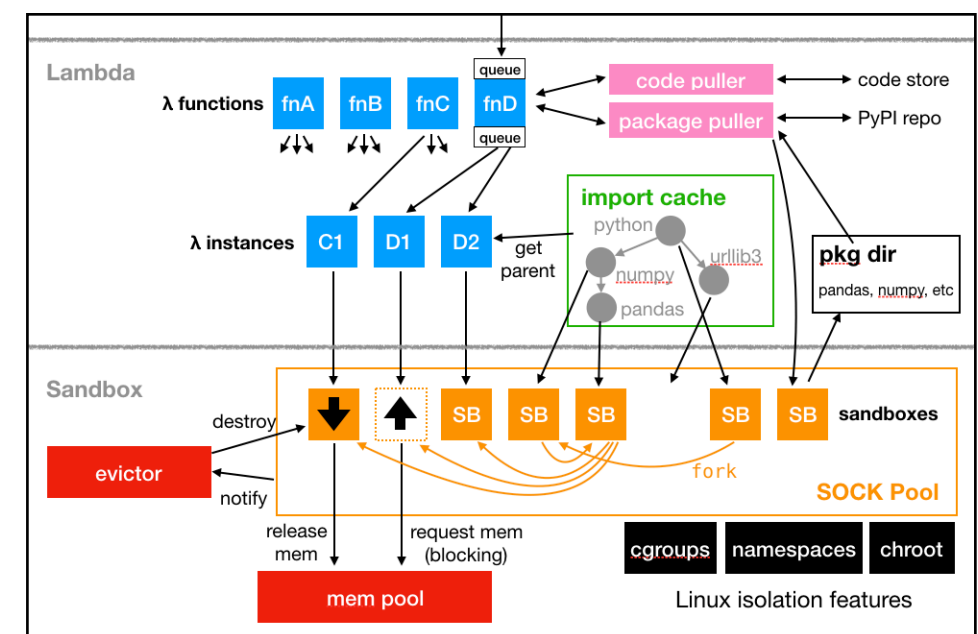 queue
Lambda
λ functions
fnA
fnB
fnC
fnD
code puller
code store
package puller
PyPI repo
queue
import cache
python
urllib3
numpy
pandas
λ instances
C1
D1
D2
get
parent
pkg dir
pandas, numpy, etc
Sandbox
destroy
SB
SB
SB
SB
SB
sandboxes
evictor
notify
fork
SOCK Pool
release
mem
request mem
(blocking)
cgroups
namespaces
chroot
mem pool
Linux isolation features